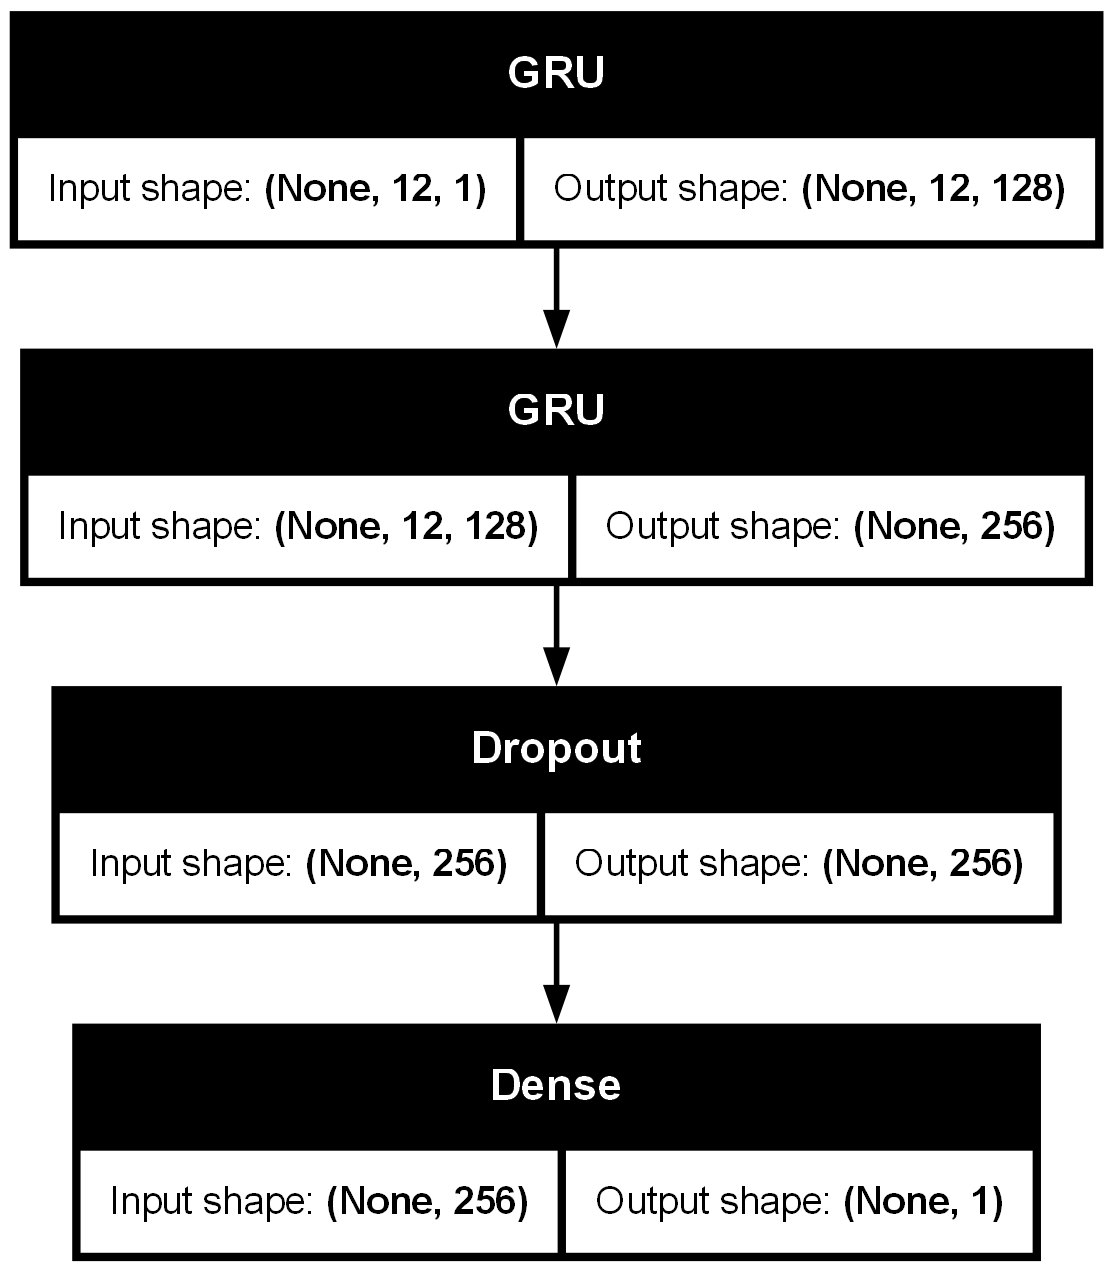 GRU
Input shape: (None, 12, 1) Output shape: (None, 12, 128)
GRU
Input shape: (None, 12, 128) Output shape: (None, 256)
Dropout
Input shape: (None, 256) Output shape: (None, 256)
Dense
Input shape: (None, 256) Output shape: (None, 1)